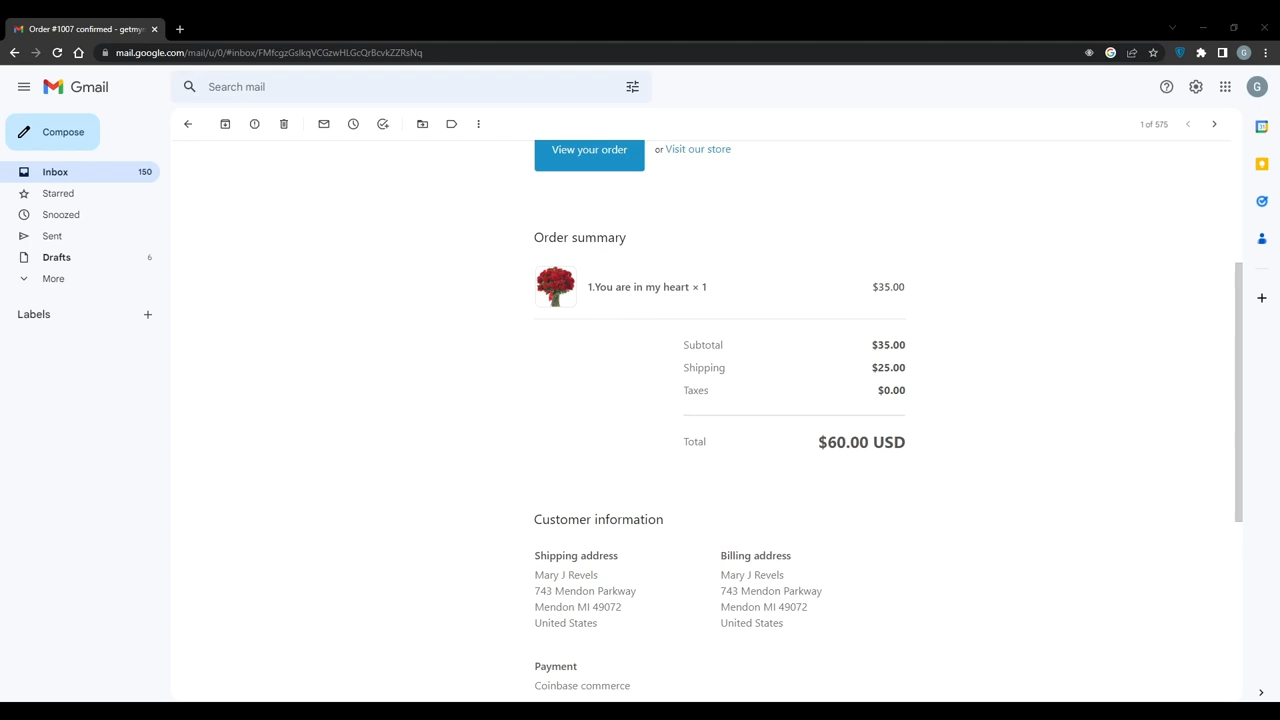 Order #1007 confirmed - getmy
mail.google.com/mail/u/0/#inbox/FMfcgzGslkqVCGzwHLGcQrBcvkZZRsNq
G
Gmail
Search mail
G
Compose
1 of 575
Inbox 150
Starred
Snoozed
Sent
Drafts 6
More
Labels
View your order or Visit our store
Order summary
1.You are in my heart × 1 $35.00
Subtotal $35.00
Shipping $25.00
Taxes $0.00
Total $60.00 USD
Customer information
Shipping address Billing address
Mary J Revels Mary J Revels
743 Mendon Parkway 743 Mendon Parkway
Mendon MI 49072 Mendon MI 49072
United States United States
Payment
Coinbase commerce